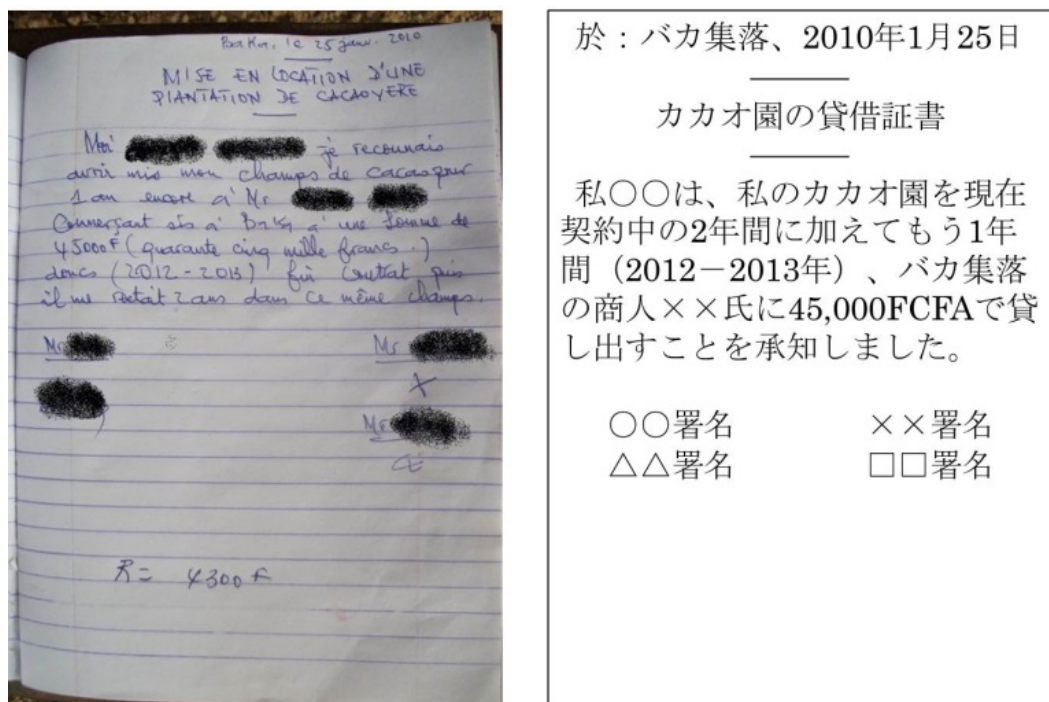 Baka, le 25 janv. 2010
MISE EN LOCATION D'UNE
PLANTATION DE CACAOYERE
Moi je reconnais
avoir mis mon champs de cacao pour
1 an encore à Mr
Commerçant sis à Baka à une somme de
45000F (quarante cinq mille francs.)
donc (2012-2013) fin contrat puis
il me restait 2 ans dans ce même champs.
Mr Mr
Mr
R= 4300 F
於：バカ集落、2010年1月25日
カカオ園の貸借証書
私○○は、私のカカオ園を現在
契約中の2年間に加えてもう1年
間（2012－2013年）、バカ集落
の商人××氏に45,000FCFAで貸
し出すことを承知しました。
○○署名 ××署名
△△署名 □□署名